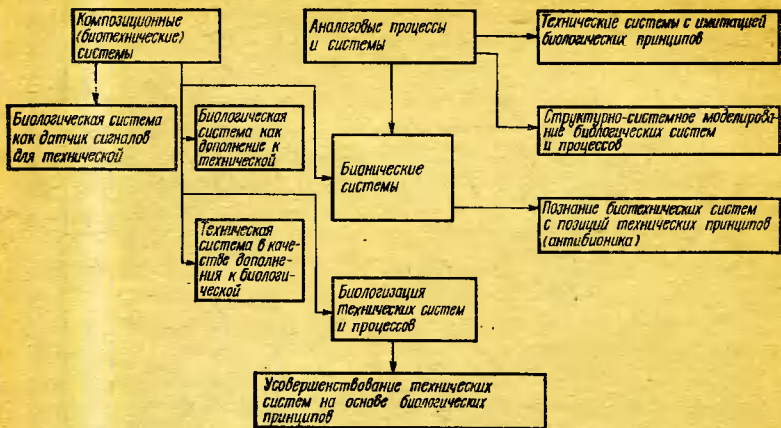 Композиционные
(биотехнические)
системы
Аналоговые процессы
и системы
Технические системы с имитацией
биологических принципов
Биологическая система
как датчик сигналов
для технической
Биологическая
система как
дополнение к
технической
Бионические
системы
Структурно-системное моделирова-
ние биологических систем
и процессов
Техническая
система в каче-
стве дополне-
ния к биологи-
ческой
Познание биотехнических систем
с позиций технических принципов
(антибионика)
Биологизация
технических систем
и процессов
Усовершенствование технических
систем на основе биологических
принципов